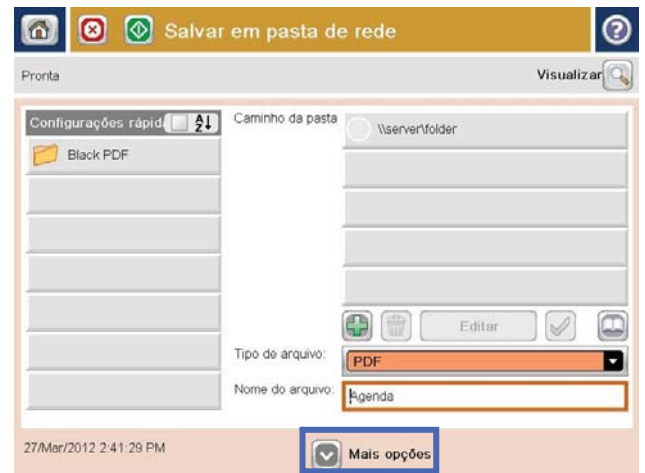 Salvar em pasta de rede
Pronta
Visualizar
Configurações rápid
Caminho da pasta
\\server\folder
Black PDF
Editar
Tipo de arquivo:
PDF
Nome do arquivo:
Agenda
27/Mar/2012 2:41:29 PM
Mais opções